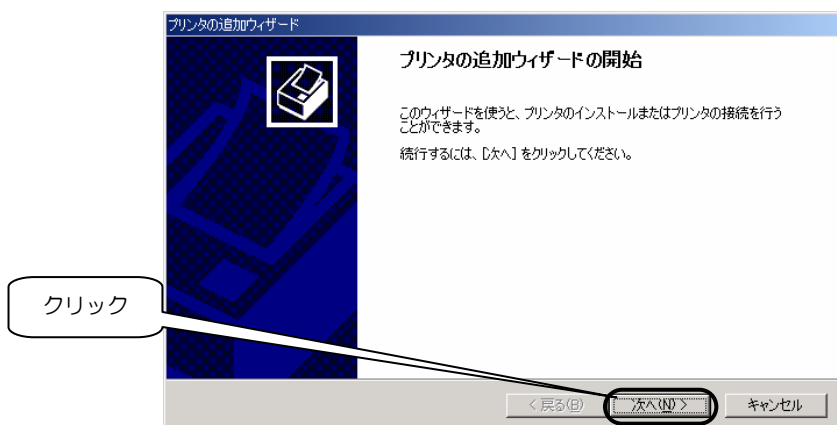 プリンタの追加ウィザード
プリンタの追加ウィザードの開始
このウィザードを使うと、プリンタのインストールまたはプリンタの接続を行う
ことができます。
続行するには、[次へ] をクリックしてください。
クリック
< 戻る(B)
次へ(N) >
キャンセル